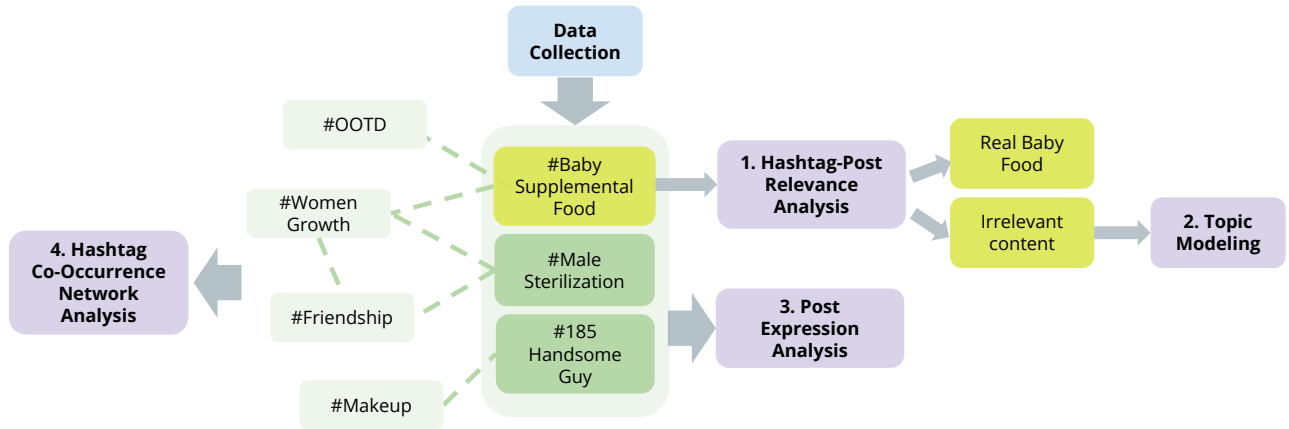 Data
Collection
#OOTD
#Women
Growth
#Friendship
#Makeup
4. Hashtag
Co-Occurrence
Network
Analysis
#Baby
Supplemental
Food
#Male
Sterilization
#185
Handsome
Guy
1. Hashtag-Post
Relevance
Analysis
Real Baby
Food
Irrelevant
content
2. Topic
Modeling
3. Post
Expression
Analysis